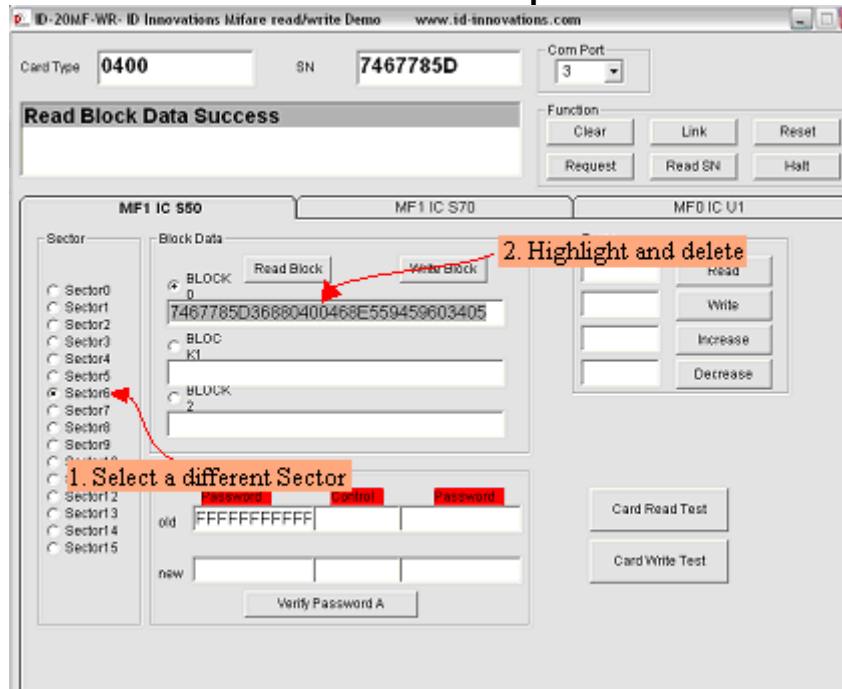 ID-20MF-WR- ID Innovations Mifare read/write Demo www.id-innovations.com
Card Type 0400 SN 7467785D Com Port 3
Read Block Data Success
Function
Clear Link Reset
Request Read SN Halt
MF1 IC S50 MF1 IC S70 MF0 IC U1
Sector
Sector0
Sector1
Sector2
Sector3
Sector4
Sector5
Sector6
Sector7
Sector8
Sector9
Sector12
Sector13
Sector14
Sector15
Block Data
Read Block Write Block
BLOCK
0
7467785D36880400468E559459603405
BLOC
K1
BLOCK
2
2. Highlight and delete
Read
Write
Increase
Decrease
1. Select a different Sector
Password Control Password
old FFFFFFFFFFFF
new
Verify Password A
Card Read Test
Card Write Test